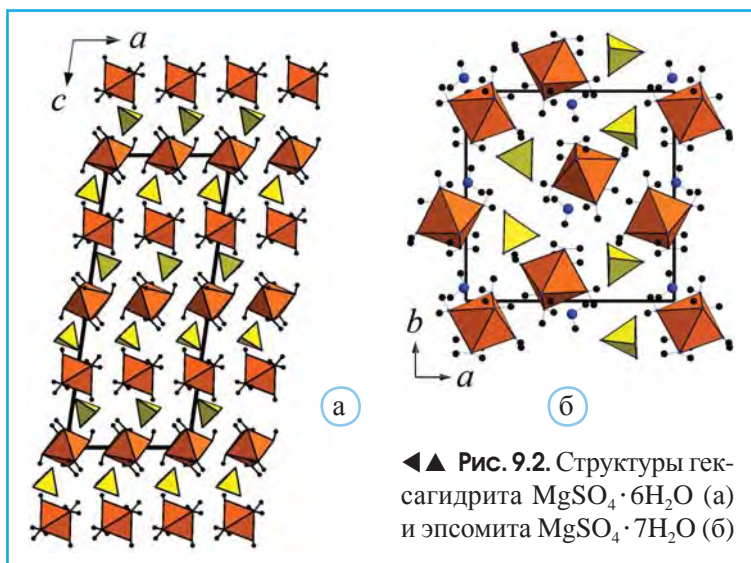 a
c
а
b
a
б
◀▲ Рис. 9.2. Структуры гек-
сагидрита MgSO₄·6H₂O (а)
и эпсомита MgSO₄·7H₂O (б)